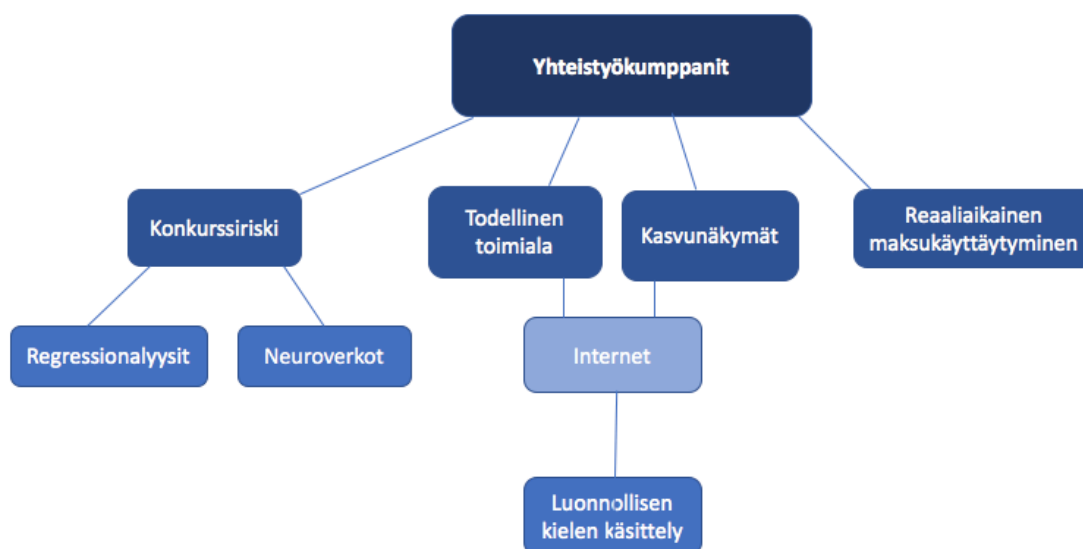 Yhteistyökumppanit
Konkurssiriski
Todellinen
toimiala
Kasvunäkymät
Reaaliaikainen
maksukäyttäytyminen
Regressionalyysit
Neuroverkot
Internet
Luonnollisen
kielen käsittely